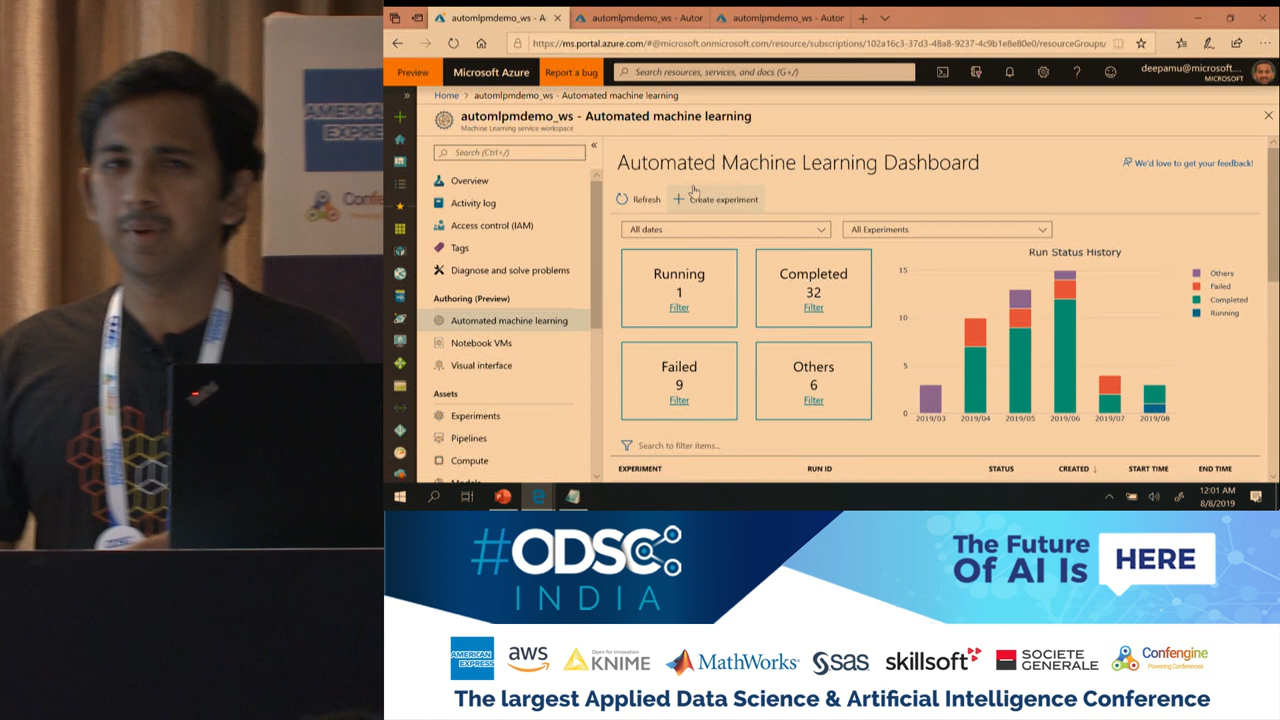 AMERICAN
EXPRESS
Confengine
automlpmdemo_ws - A
automlpmdemo_ws - Autor
automlpmdemo_ws - Autor
https://ms.portal.azure.com/#@microsoft.onmicrosoft.com/resource/subscriptions/102a16c3-37d3-48a8-9237-4c9b1e8e80e0/resourceGroups/
Preview
Microsoft Azure
Report a bug
Search resources, services, and docs (G+/)
deepamu@microsoft....
MICROSOFT
Home > automlpmdemo_ws - Automated machine learning
automlpmdemo_ws - Automated machine learning
Machine Learning service workspace
Search (Ctrl+/)
Overview
Activity log
Access control (IAM)
Tags
Diagnose and solve problems
Authoring (Preview)
Automated machine learning
Notebook VMs
Visual interface
Assets
Experiments
Pipelines
Compute
Automated Machine Learning Dashboard
We'd love to get your feedback!
Refresh
Create experiment
All dates
All Experiments
Running
1
Filter
Completed
32
Filter
Failed
9
Filter
Others
6
Filter
Run Status History
15
10
5
0
2019/03 2019/04 2019/05 2019/06 2019/07 2019/08
Others
Failed
Completed
Running
Search to filter items...
EXPERIMENT RUN ID STATUS CREATED ↓ START TIME END TIME
12:01 AM
8/8/2019
#ODSC
INDIA
The Future
Of AI Is
HERE
AMERICAN
EXPRESS
aws
Open for Innovation
KNIME
MathWorks®
sas
skillsoft
SOCIETE
GENERALE
Confengine
Powering Conferences
The largest Applied Data Science & Artificial Intelligence Conference